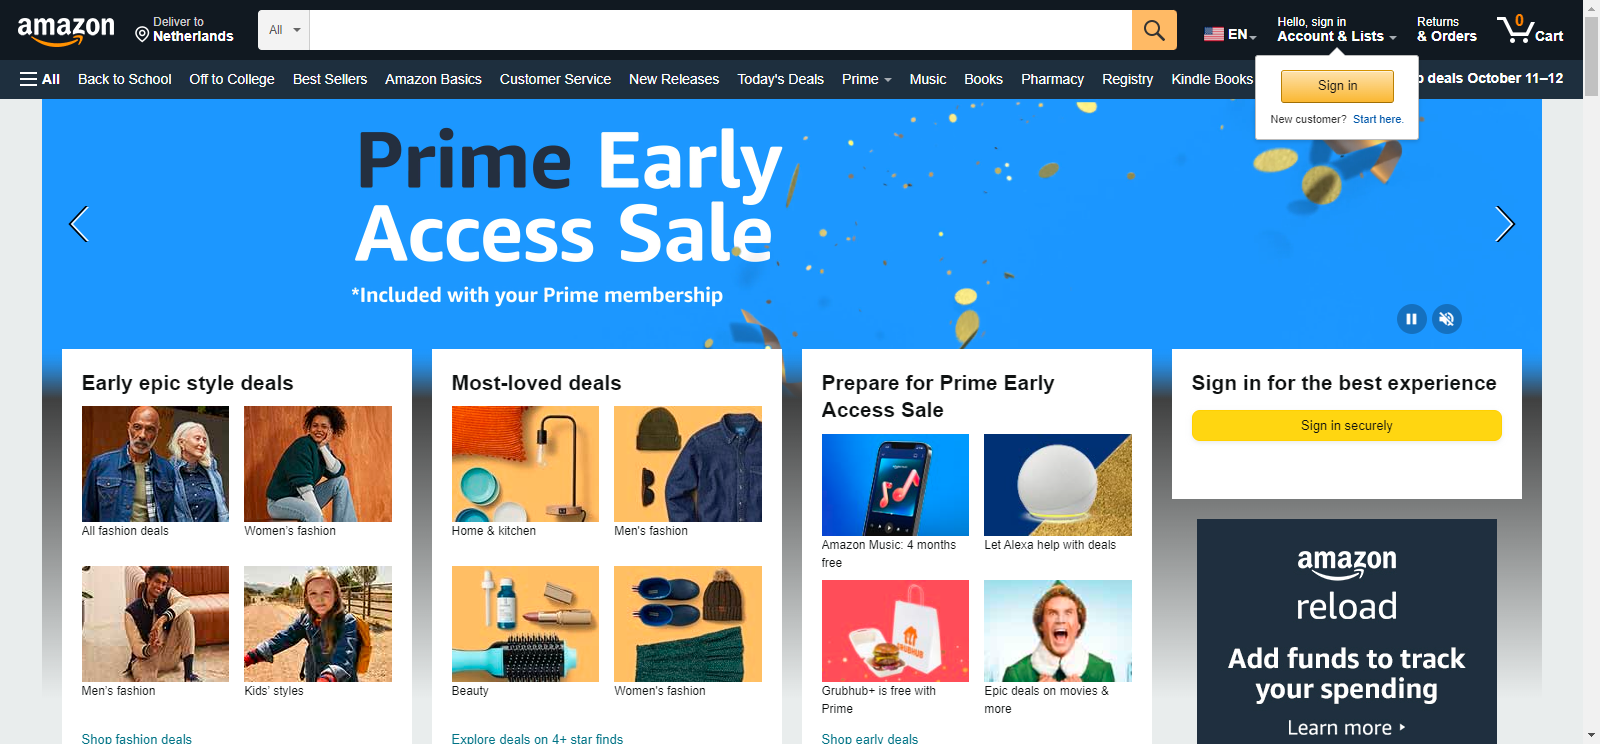 amazon
Deliver to
Netherlands
All
EN
Hello, sign in
Account & Lists
Returns
& Orders
0
Cart
All
Back to School
Off to College
Best Sellers
Amazon Basics
Customer Service
New Releases
Today's Deals
Prime
Music
Books
Pharmacy
Registry
Kindle Books
deals October 11–12
Sign in
New customer? Start here.
Prime Early
Access Sale
*Included with your Prime membership
Early epic style deals
All fashion deals
Women's fashion
Men's fashion
Kids' styles
Shop fashion deals
Most-loved deals
Home & kitchen
Men's fashion
Beauty
Women's fashion
Explore deals on 4+ star finds
Prepare for Prime Early
Access Sale
Amazon Music: 4 months
free
Let Alexa help with deals
GRUBHUB
Grubhub+ is free with
Prime
Epic deals on movies &
more
Shop early deals
Sign in for the best experience
Sign in securely
amazon
reload
Add funds to track
your spending
Learn more